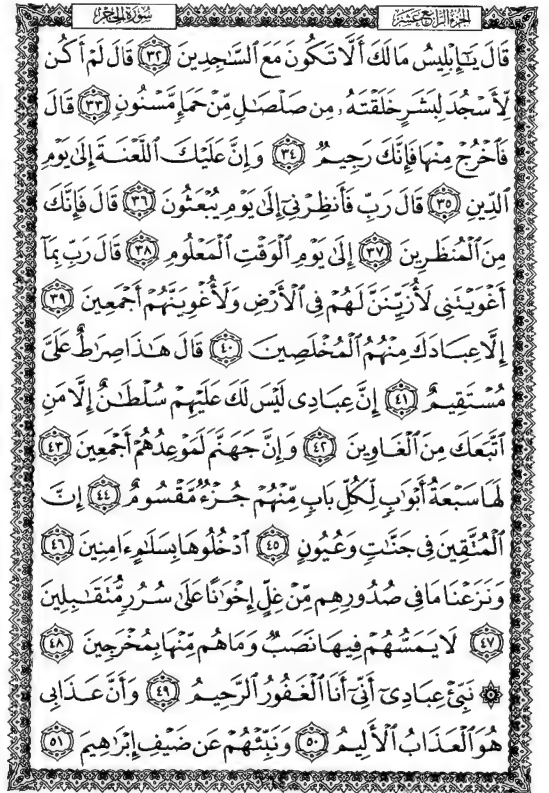 الجزء الرابع عشر
سورة الحجر
قَالَ يَـٰٓإِبۡلِيسُ مَالَكَ أَلَّا تَكُونَ مَعَ ٱلسَّـٰجِدِينَ ٣٢ قَالَ لَمۡ أَكُن
لِّأَسۡجُدَ لِبَشَرٍ خَلَقۡتَهُۥ مِن صَلۡصَـٰلٍ مِّنۡ حَمَإٍ مَّسۡنُونٍ ٣٣ قَالَ
فَٱخۡرُجۡ مِنۡهَا فَإِنَّكَ رَجِيمٌ ٣٤ وَإِنَّ عَلَيۡكَ ٱللَّعۡنَةَ إِلَىٰ يَوۡمِ
ٱلدِّينِ ٣٥ قَالَ رَبِّ فَأَنظِرۡنِيٓ إِلَىٰ يَوۡمِ يُبۡعَثُونَ ٣٦ قَالَ فَإِنَّكَ
مِنَ ٱلۡمُنظَرِينَ ٣٧ إِلَىٰ يَوۡمِ ٱلۡوَقۡتِ ٱلۡمَعۡلُومِ ٣٨ قَالَ رَبِّ بِمَآ
أَغۡوَيۡتَنِي لَأُزَيِّنَنَّ لَهُمۡ فِي ٱلۡأَرۡضِ وَلَأُغۡوِيَنَّهُمۡ أَجۡمَعِينَ ٣٩
إِلَّا عِبَادَكَ مِنۡهُمُ ٱلۡمُخۡلَصِينَ ٤٠ قَالَ هَـٰذَا صِرَٰطٌ عَلَيَّ
مُسۡتَقِيمٌ ٤١ إِنَّ عِبَادِي لَيۡسَ لَكَ عَلَيۡهِمۡ سُلۡطَـٰنٌ إِلَّا مَنِ
ٱتَّبَعَكَ مِنَ ٱلۡغَاوِينَ ٤٢ وَإِنَّ جَهَنَّمَ لَمَوۡعِدُهُمۡ أَجۡمَعِينَ ٤٣
لَهَا سَبۡعَةُ أَبۡوَٰبٍ لِّكُلِّ بَابٍ مِّنۡهُمۡ جُزۡءٌ مَّقۡسُومٌ ٤٤ إِنَّ
ٱلۡمُتَّقِينَ فِي جَنَّـٰتٍ وَعُيُونٍ ٤٥ ٱدۡخُلُوهَا بِسَلَـٰمٍ ءَامِنِينَ ٤٦
وَنَزَعۡنَا مَا فِي صُدُورِهِم مِّنۡ غِلٍّ إِخۡوَٰنًا عَلَىٰ سُرُرٍ مُّتَقَـٰبِلِينَ
٤٧ لَا يَمَسُّهُمۡ فِيهَا نَصَبٌ وَمَا هُم مِّنۡهَا بِمُخۡرَجِينَ ٤٨
۞ نَبِّئۡ عِبَادِيٓ أَنِّيٓ أَنَا ٱلۡغَفُورُ ٱلرَّحِيمُ ٤٩ وَأَنَّ عَذَابِي
هُوَ ٱلۡعَذَابُ ٱلۡأَلِيمُ ٥٠ وَنَبِّئۡهُمۡ عَن ضَيۡفِ إِبۡرَٰهِيمَ ٥١